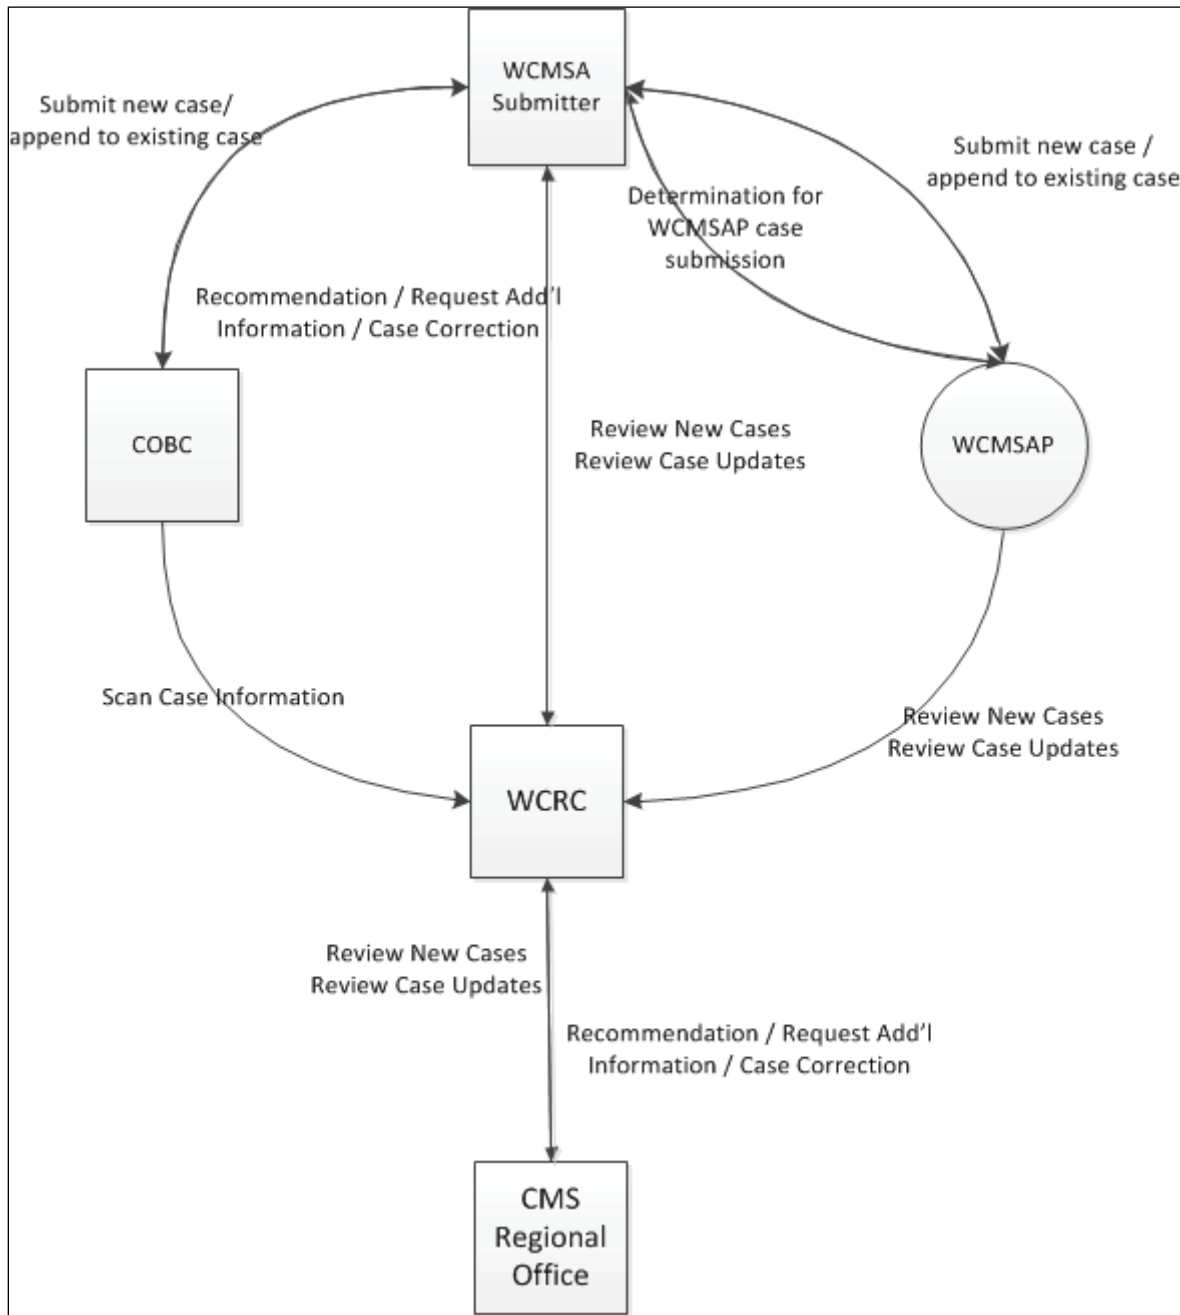 WCMSA
Submitter
Submit new case/
append to existing case
Submit new case /
append to existing case
Determination for
WCMSAP case
submission
Recommendation / Request Add'l
Information / Case Correction
COBC
Review New Cases
Review Case Updates
WCMSAP
Scan Case Information
Review New Cases
Review Case Updates
WCRC
Review New Cases
Review Case Updates
Recommendation / Request Add'l
Information / Case Correction
CMS
Regional
Office